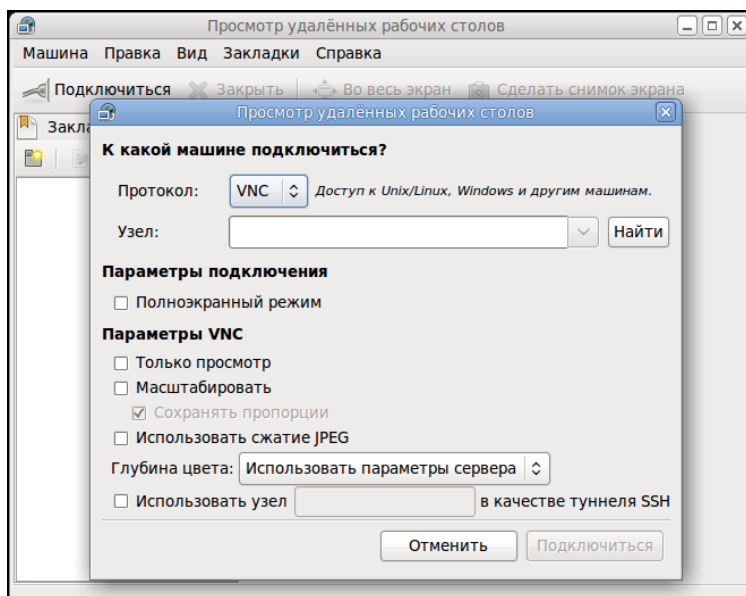 Просмотр удалённых рабочих столов
Машина Правка Вид Закладки Справка
Подключиться Закрыть Во весь экран Сделать снимок экрана
Просмотр удалённых рабочих столов
К какой машине подключиться?
Протокол: VNC Доступ к Unix/Linux, Windows и другим машинам.
Узел: Найти
Параметры подключения
Полноэкранный режим
Параметры VNC
Только просмотр
Масштабировать
Сохранять пропорции
Использовать сжатие JPEG
Глубина цвета: Использовать параметры сервера
Использовать узел в качестве туннеля SSH
Отменить Подключиться